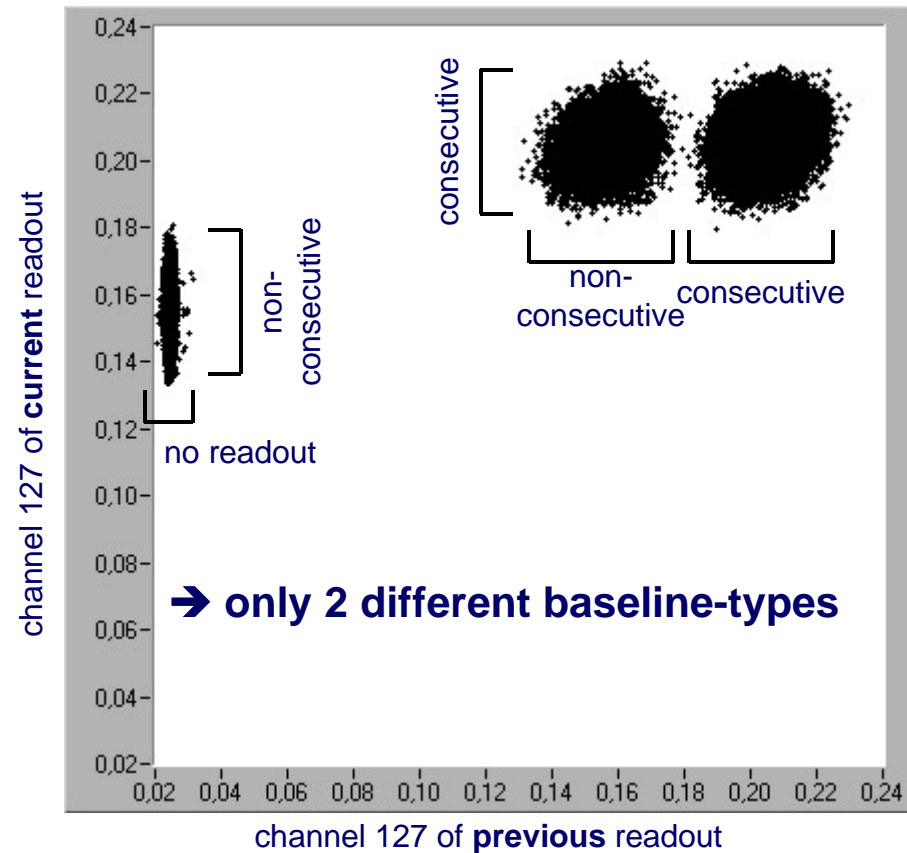 0,24
0,22
0,20
0,18
0,16
0,14
0,12
0,10
0,08
0,06
0,04
0,02
channel 127 of current readout
consecutive
non-
consecutive
consecutive
non-
consecutive
no readout
➔ only 2 different baseline-types
0,02 0,04 0,06 0,08 0,10 0,12 0,14 0,16 0,18 0,20 0,22 0,24
channel 127 of previous readout